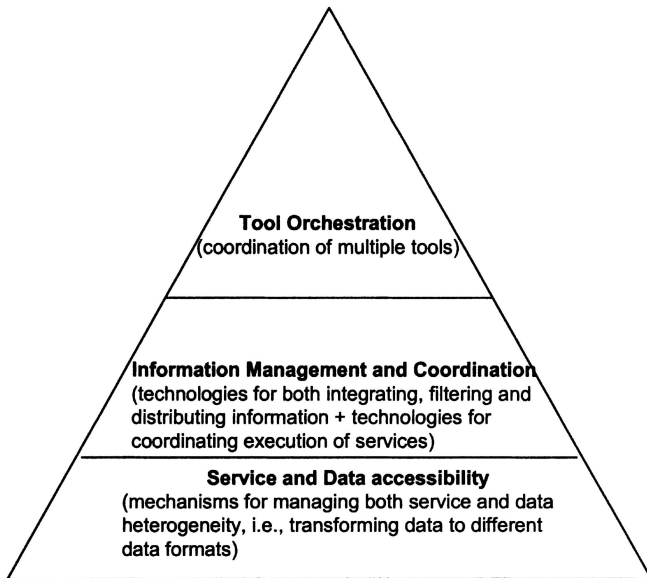 Tool Orchestration
(coordination of multiple tools)
Information Management and Coordination
(technologies for both integrating, filtering and
distributing information + technologies for
coordinating execution of services)
Service and Data accessibility
(mechanisms for managing both service and data
heterogeneity, i.e., transforming data to different
data formats)